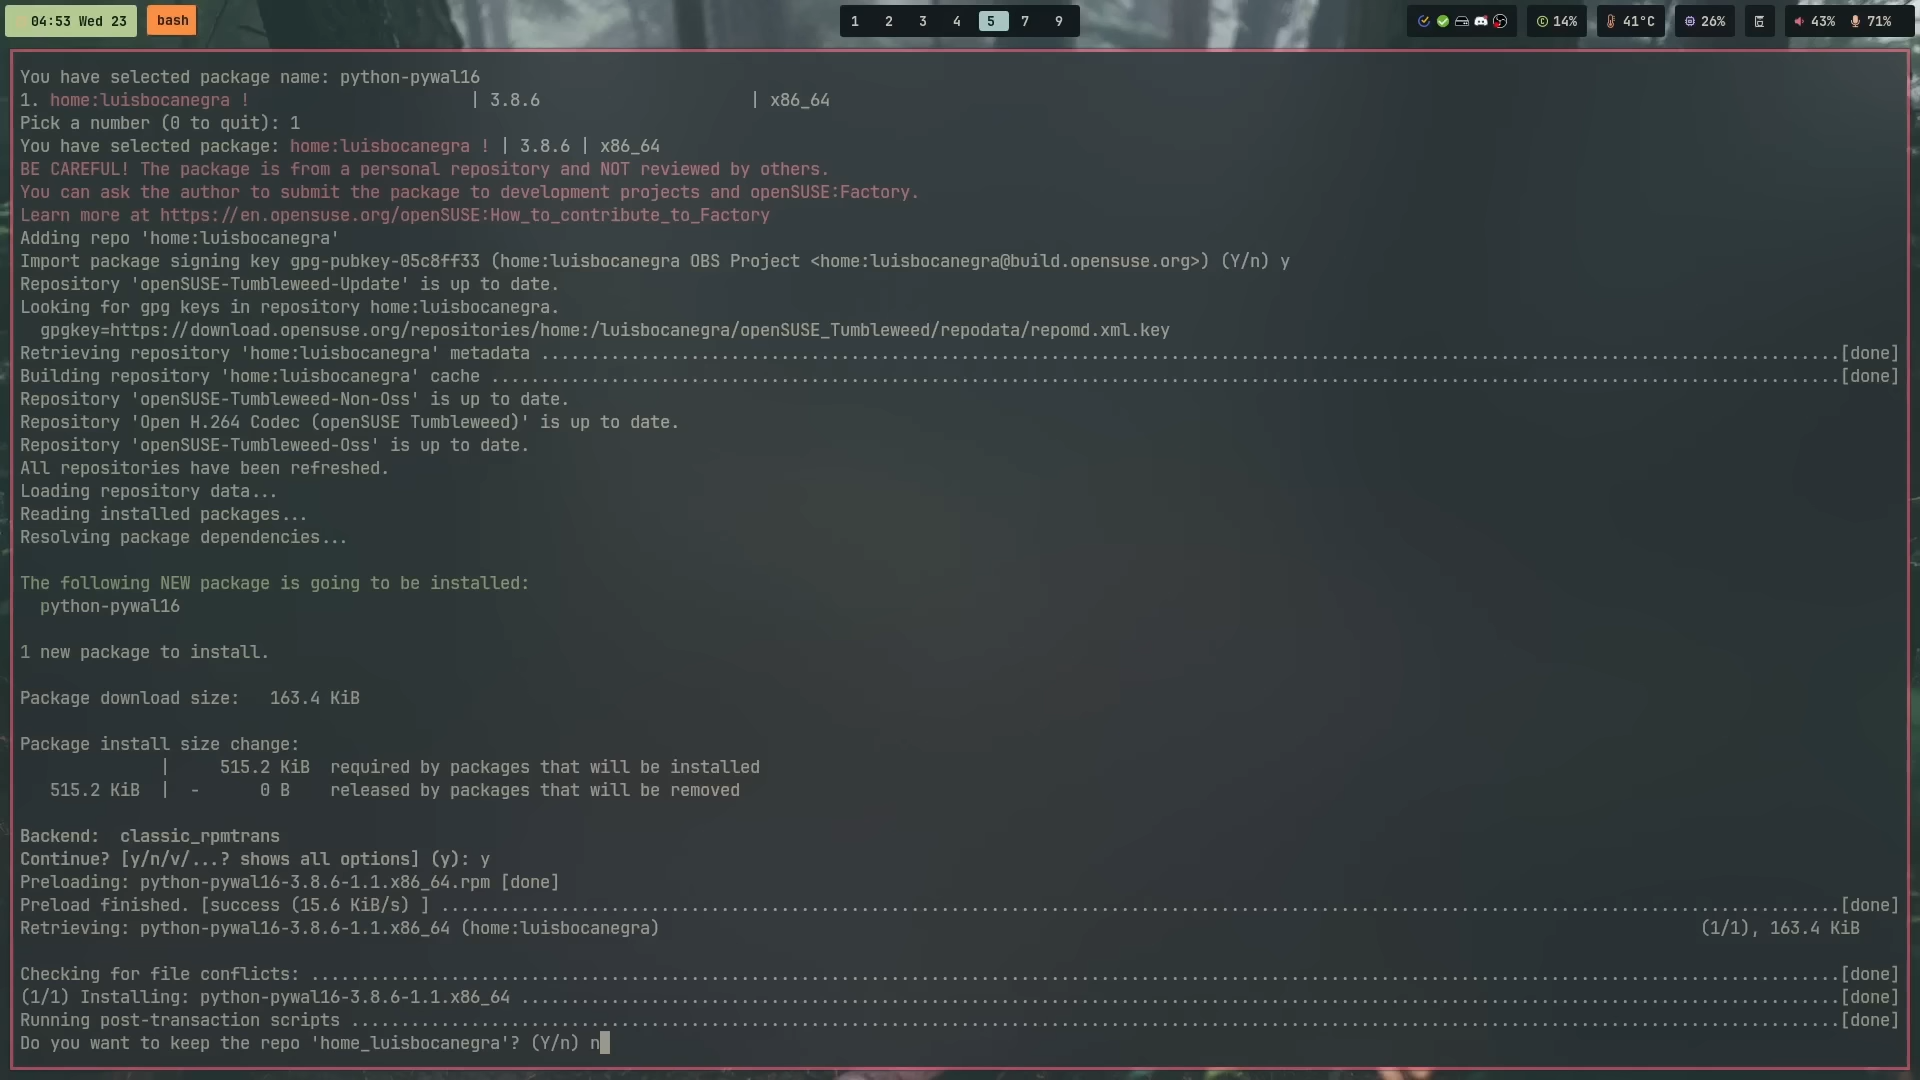 04:53 Wed 23 bash 1 2 3 4 5 7 9 14% 41°C 26% 43% 71%
You have selected package name: python-pywal16
1. home:luisbocanegra ! | 3.8.6 | x86_64
Pick a number (0 to quit): 1
You have selected package: home:luisbocanegra ! | 3.8.6 | x86_64
BE CAREFUL! The package is from a personal repository and NOT reviewed by others.
You can ask the author to submit the package to development projects and openSUSE:Factory.
Learn more at https://en.opensuse.org/openSUSE:How_to_contribute_to_Factory
Adding repo 'home:luisbocanegra'
Import package signing key gpg-pubkey-05c8ff33 (home:luisbocanegra OBS Project <home:luisbocanegra@build.opensuse.org>) (Y/n) y
Repository 'openSUSE-Tumbleweed-Update' is up to date.
Looking for gpg keys in repository home:luisbocanegra.
gpgkey=https://download.opensuse.org/repositories/home:/luisbocanegra/openSUSE_Tumbleweed/repodata/repomd.xml.key
Retrieving repository 'home:luisbocanegra' metadata ..........[done]
Building repository 'home:luisbocanegra' cache ..........[done]
Repository 'openSUSE-Tumbleweed-Non-Oss' is up to date.
Repository 'Open H.264 Codec (openSUSE Tumbleweed)' is up to date.
Repository 'openSUSE-Tumbleweed-Oss' is up to date.
All repositories have been refreshed.
Loading repository data...
Reading installed packages...
Resolving package dependencies...
The following NEW package is going to be installed:
python-pywal16
1 new package to install.
Package download size: 163.4 KiB
Package install size change:
| 515.2 KiB required by packages that will be installed
515.2 KiB | - 0 B released by packages that will be removed
Backend: classic_rpmtrans
Continue? [y/n/v/...? shows all options] (y): y
Preloading: python-pywal16-3.8.6-1.1.x86_64.rpm [done]
Preload finished. [success (15.6 KiB/s) ] ..........[done]
Retrieving: python-pywal16-3.8.6-1.1.x86_64 (home:luisbocanegra) (1/1), 163.4 KiB
Checking for file conflicts: ..........[done]
(1/1) Installing: python-pywal16-3.8.6-1.1.x86_64 ..........[done]
Running post-transaction scripts ..........[done]
Do you want to keep the repo 'home_luisbocanegra'? (Y/n) n